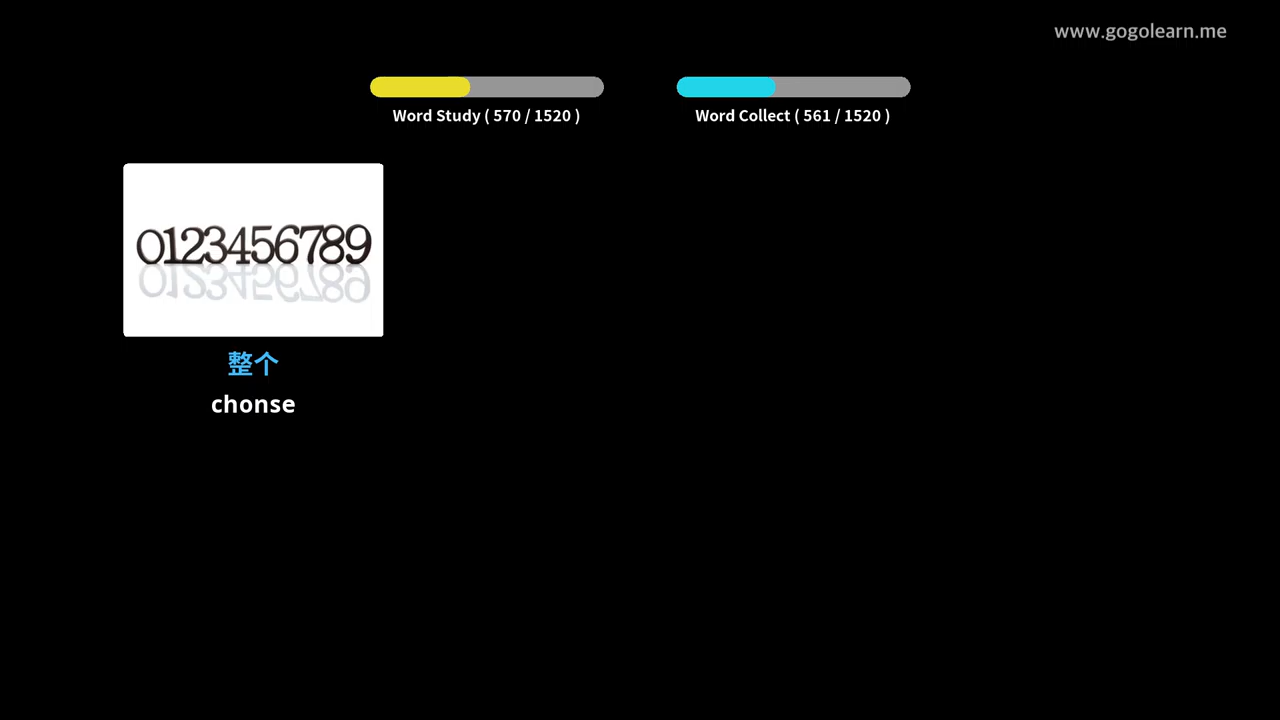 www.gogolearn.me
Word Study ( 570 / 1520 )
Word Collect ( 561 / 1520 )
0123456789
整个
chonse